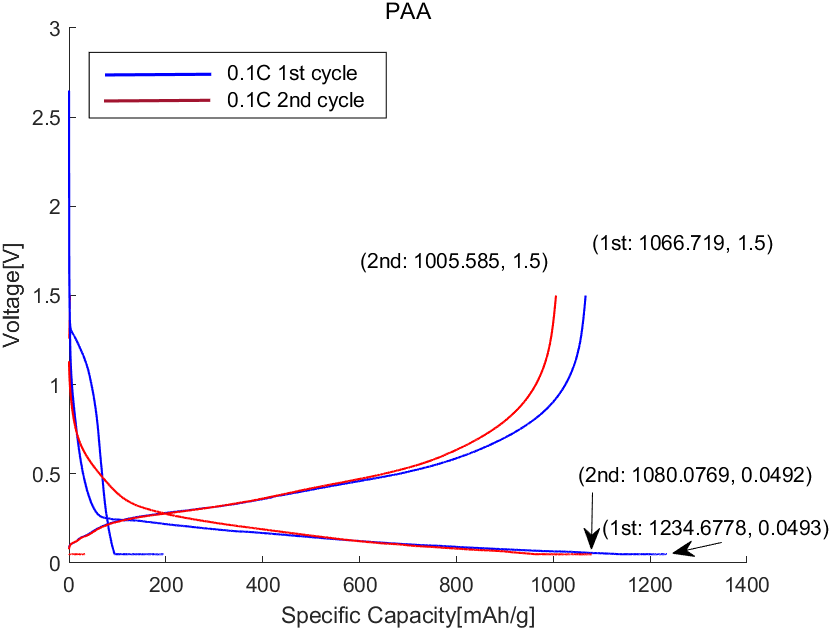 PAA
3
0.1C 1st cycle
0.1C 2nd cycle
2.5
2
(1st: 1066.719, 1.5)
(2nd: 1005.585, 1.5)
Voltage[V]
1.5
1
0.5
(2nd: 1080.0769, 0.0492)
(1st: 1234.6778, 0.0493)
0
0 200 400 600 800 1000 1200 1400
Specific Capacity[mAh/g]